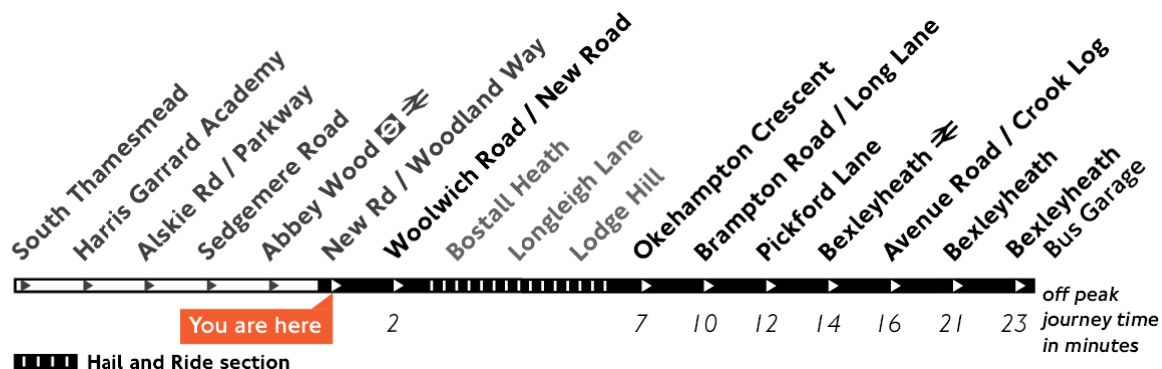 South Thamesmead
Harris Garrard Academy
Alskie Rd / Parkway
Sedgemere Road
Abbey Wood
New Rd / Woodland Way
Woolwich Road / New Road
Bostall Heath
Longleigh Lane
Lodge Hill
Okehampton Crescent
Brampton Road / Long Lane
Pickford Lane
Bexleyheath
Avenue Road / Crook Log
Bexleyheath
Bexleyheath
Bus Garage
You are here
2
7
10
12
14
16
21
23
off peak
journey time
in minutes
Hail and Ride section